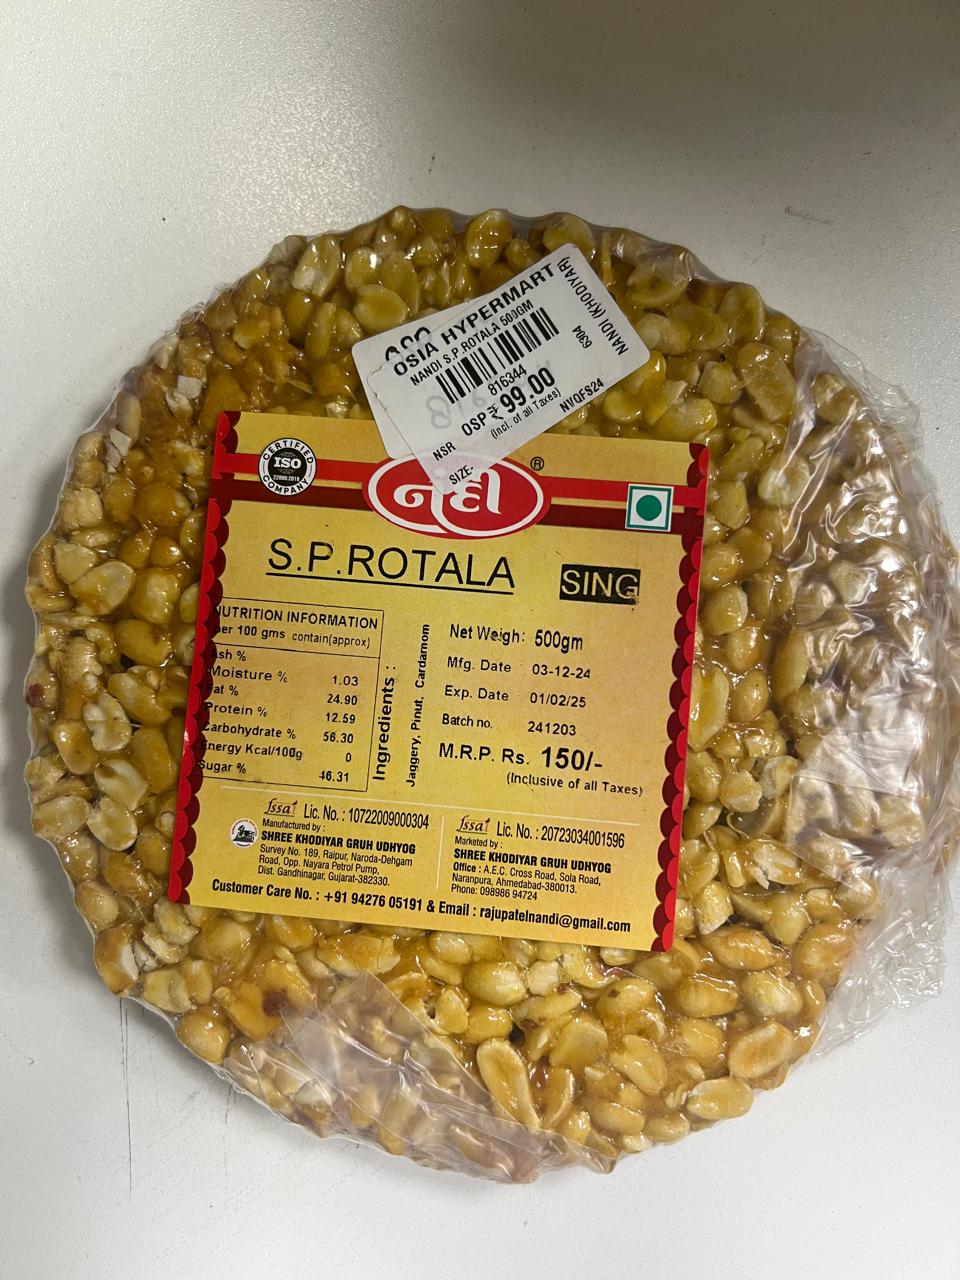 OSIA HYPERMART
NANDI S.P.ROTALA 500GM
816344
OSP ₹ 99.00
(Incl. of all Taxes)
NSR
NVQFS24
SIZE-
6304
NANDI (KHODIYAR)
CERTIFIED
ISO
22000:2018
COMPANY
નંદી
®
S.P.ROTALA SING
NUTRITION INFORMATION
per 100 gms contain(approx)
Ash %
Moisture % 1.03
Fat % 24.90
Protein % 12.59
Carbohydrate % 56.30
Energy Kcal/100g 0
Sugar % 46.31
Ingredients :
Jaggery, Pinut, Cardamom
Net Weigh: 500gm
Mfg. Date 03-12-24
Exp. Date 01/02/25
Batch no. 241203
M.R.P. Rs. 150/-
(Inclusive of all Taxes)
fssai Lic. No. : 10722009000304
Manufactured by :
SHREE KHODIYAR GRUH UDHYOG
Survey No. 189, Raipur, Naroda-Dehgam
Road, Opp. Nayara Petrol Pump,
Dist. Gandhinagar, Gujarat-382330.
fssai Lic. No. : 20723034001596
Marketed by :
SHREE KHODIYAR GRUH UDHYOG
Office : A.E.C. Cross Road, Sola Road,
Naranpura, Ahmedabad-380013.
Phone: 098986 94724
Customer Care No. : +91 94276 05191 & Email : rajupatelnandi@gmail.com